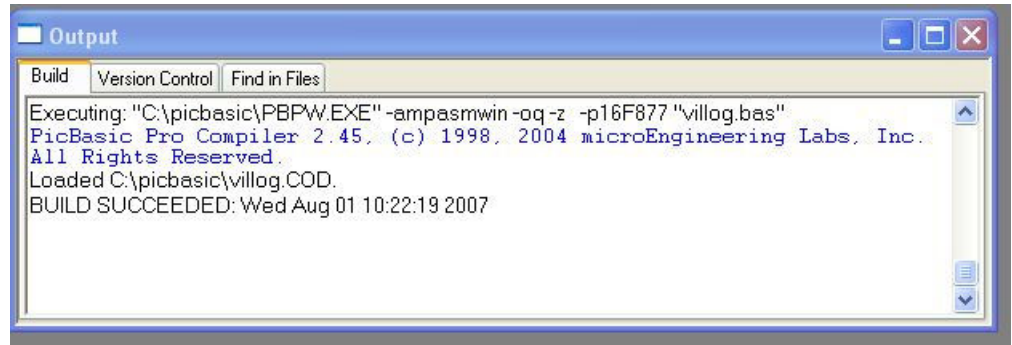 Output
Build Version Control Find in Files
Executing: "C:\picbasic\PBPW.EXE" -ampasmwin -oq -z -p16F877 "villog.bas"
PicBasic Pro Compiler 2.45, (c) 1998, 2004 microEngineering Labs, Inc.
All Rights Reserved.
Loaded C:\picbasic\villog.COD.
BUILD SUCCEEDED: Wed Aug 01 10:22:19 2007